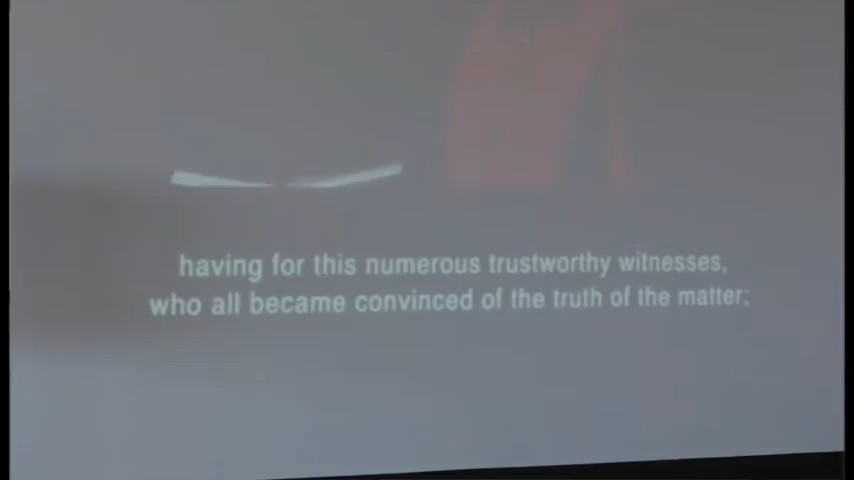 having for this numerous trustworthy witnesses,
who all became convinced of the truth of the matter;